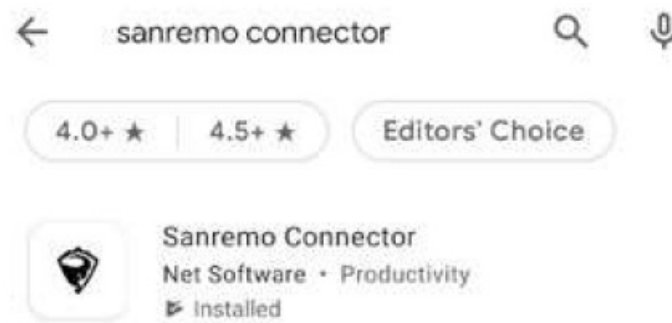 sanremo connector
4.0+ ★ 4.5+ ★ Editors' Choice
Sanremo Connector
Net Software • Productivity
Installed